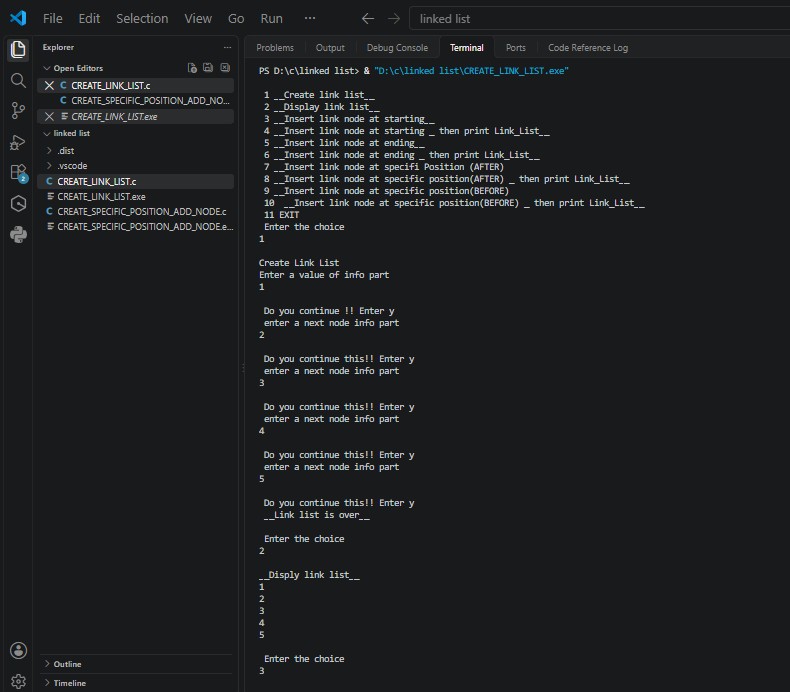 File Edit Selection View Go Run ··· linked list
Explorer ···
Open Editors
CREATE_LINK_LIST.c
CREATE_SPECIFIC_POSITION_ADD_NO...
CREATE_LINK_LIST.exe
linked list
.dist
.vscode
CREATE_LINK_LIST.c
CREATE_LINK_LIST.exe
CREATE_SPECIFIC_POSITION_ADD_NODE.c
CREATE_SPECIFIC_POSITION_ADD_NODE.e...
2
Outline
Timeline
Problems Output Debug Console Terminal Ports Code Reference Log
PS D:\c\linked list> & "D:\c\linked list\CREATE_LINK_LIST.exe"
1 __Create link list__
2 __Display link list__
3 __Insert link node at starting__
4 __Insert link node at starting _ then print Link_List__
5 __Insert link node at ending__
6 __Insert link node at ending _ then print Link_List__
7 __Insert link node at specifi Position (AFTER)
8 __Insert link node at specific position(AFTER) _ then print Link_List__
9 __Insert link node at specific position(BEFORE)
10 __Insert link node at specific position(BEFORE) _ then print Link_List__
11 EXIT
Enter the choice
1
Create Link List
Enter a value of info part
1
Do you continue !! Enter y
enter a next node info part
2
Do you continue this!! Enter y
enter a next node info part
3
Do you continue this!! Enter y
enter a next node info part
4
Do you continue this!! Enter y
enter a next node info part
5
Do you continue this!! Enter y
__Link list is over__
Enter the choice
2
__Disply link list__
1
2
3
4
5
Enter the choice
3